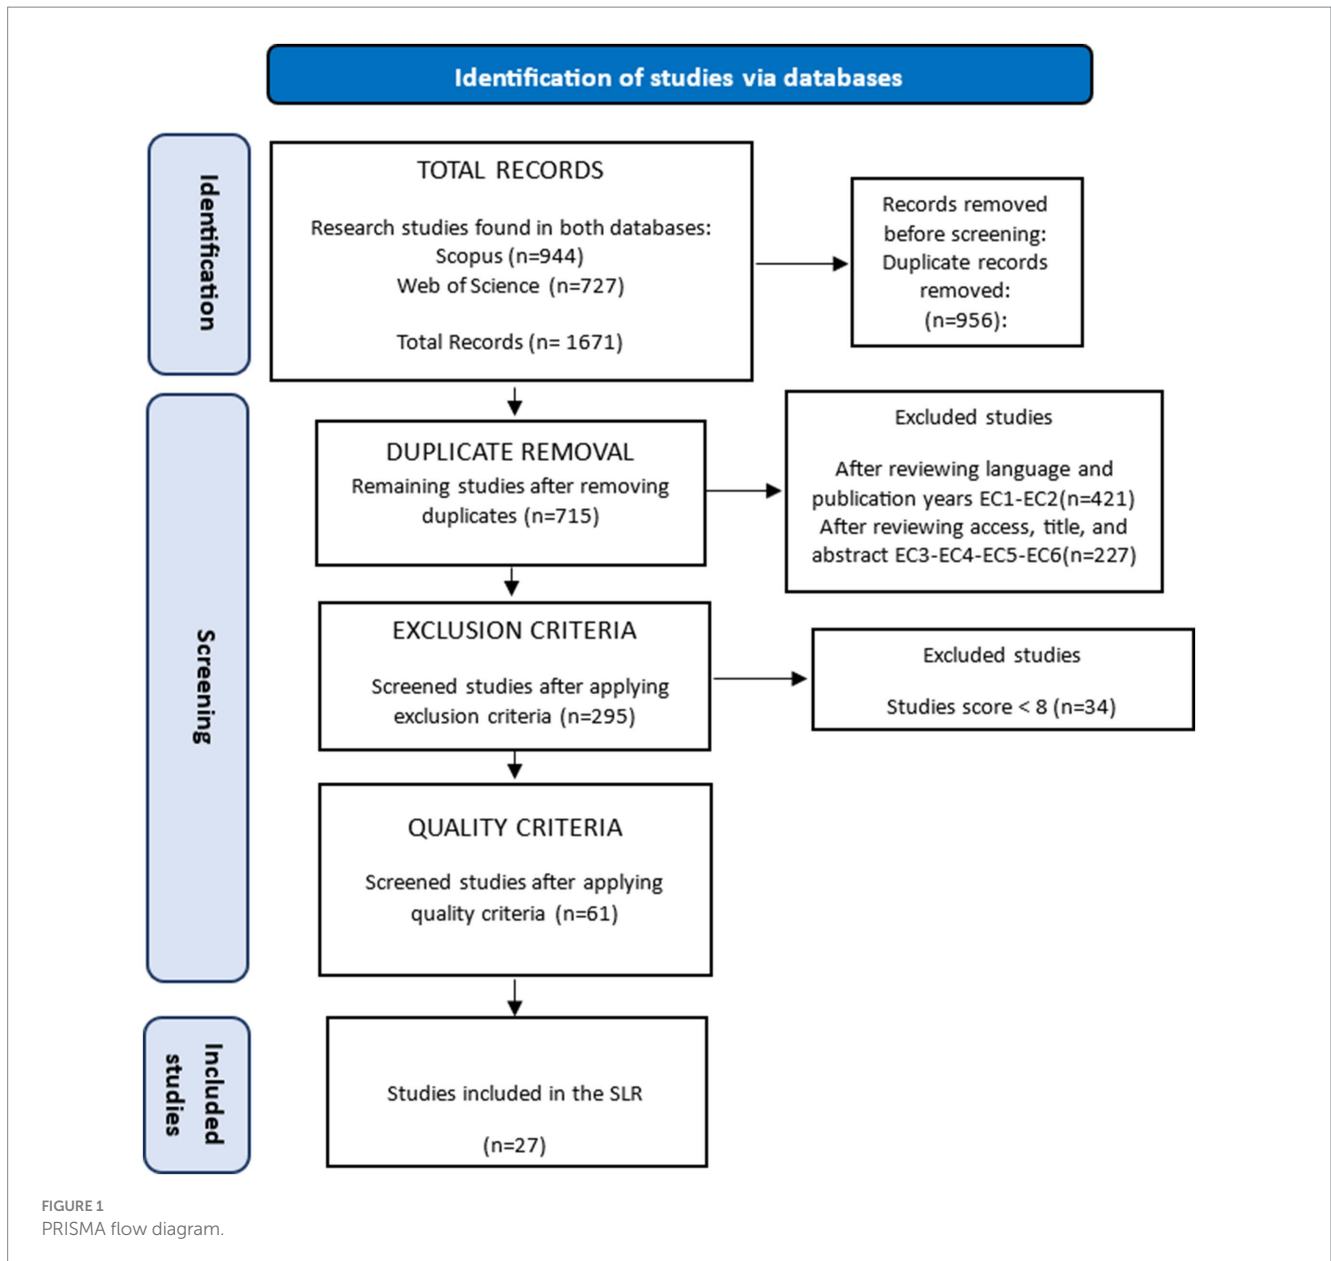 Identification of studies via databases
Identification
TOTAL RECORDS
Research studies found in both databases:
Scopus (n=944)
Web of Science (n=727)
Total Records (n= 1671)
Records removed
before screening:
Duplicate records
removed:
(n=956):
Screening
DUPLICATE REMOVAL
Remaining studies after removing
duplicates (n=715)
Excluded studies
After reviewing language and
publication years EC1-EC2(n=421)
After reviewing access, title, and
abstract EC3-EC4-EC5-EC6(n=227)
EXCLUSION CRITERIA
Screened studies after applying
exclusion criteria (n=295)
Excluded studies
Studies score < 8 (n=34)
QUALITY CRITERIA
Screened studies after applying
quality criteria (n=61)
Included
studies
Studies included in the SLR
(n=27)
FIGURE 1
PRISMA flow diagram.